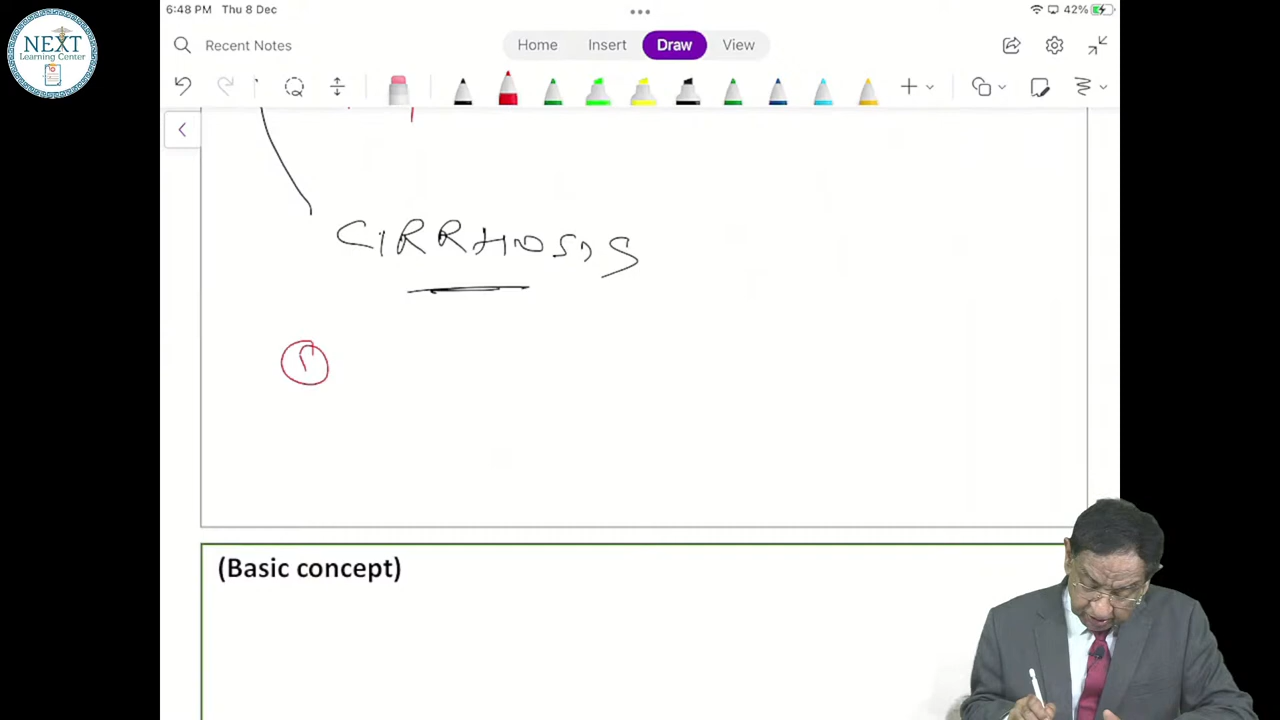 6:48 PM Thu 8 Dec
42%
NEXT
Learning Center
Recent Notes
Home Insert Draw View
CIRRHOSIS
(Basic concept)